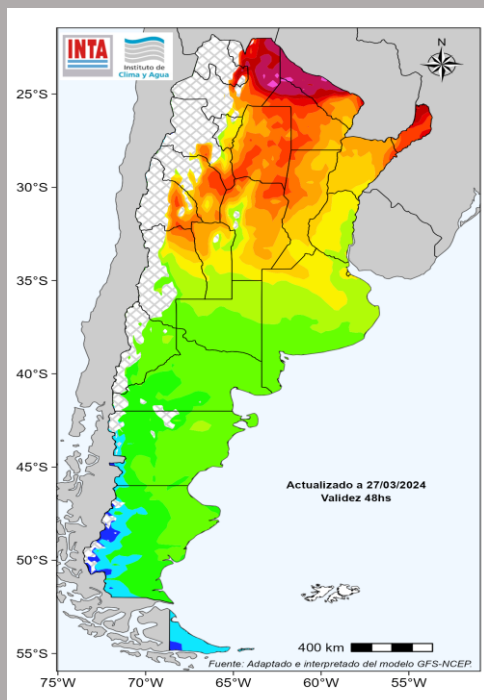 INTA
Instituto de
Clima y Agua
N
25°S
30°S
35°S
40°S
45°S
50°S
55°S
Actualizado a 27/03/2024
Validez 48hs
400 km
Fuente: Adaptado e interpretado del modelo GFS-NCEP.
75°W
70°W
65°W
60°W
55°W